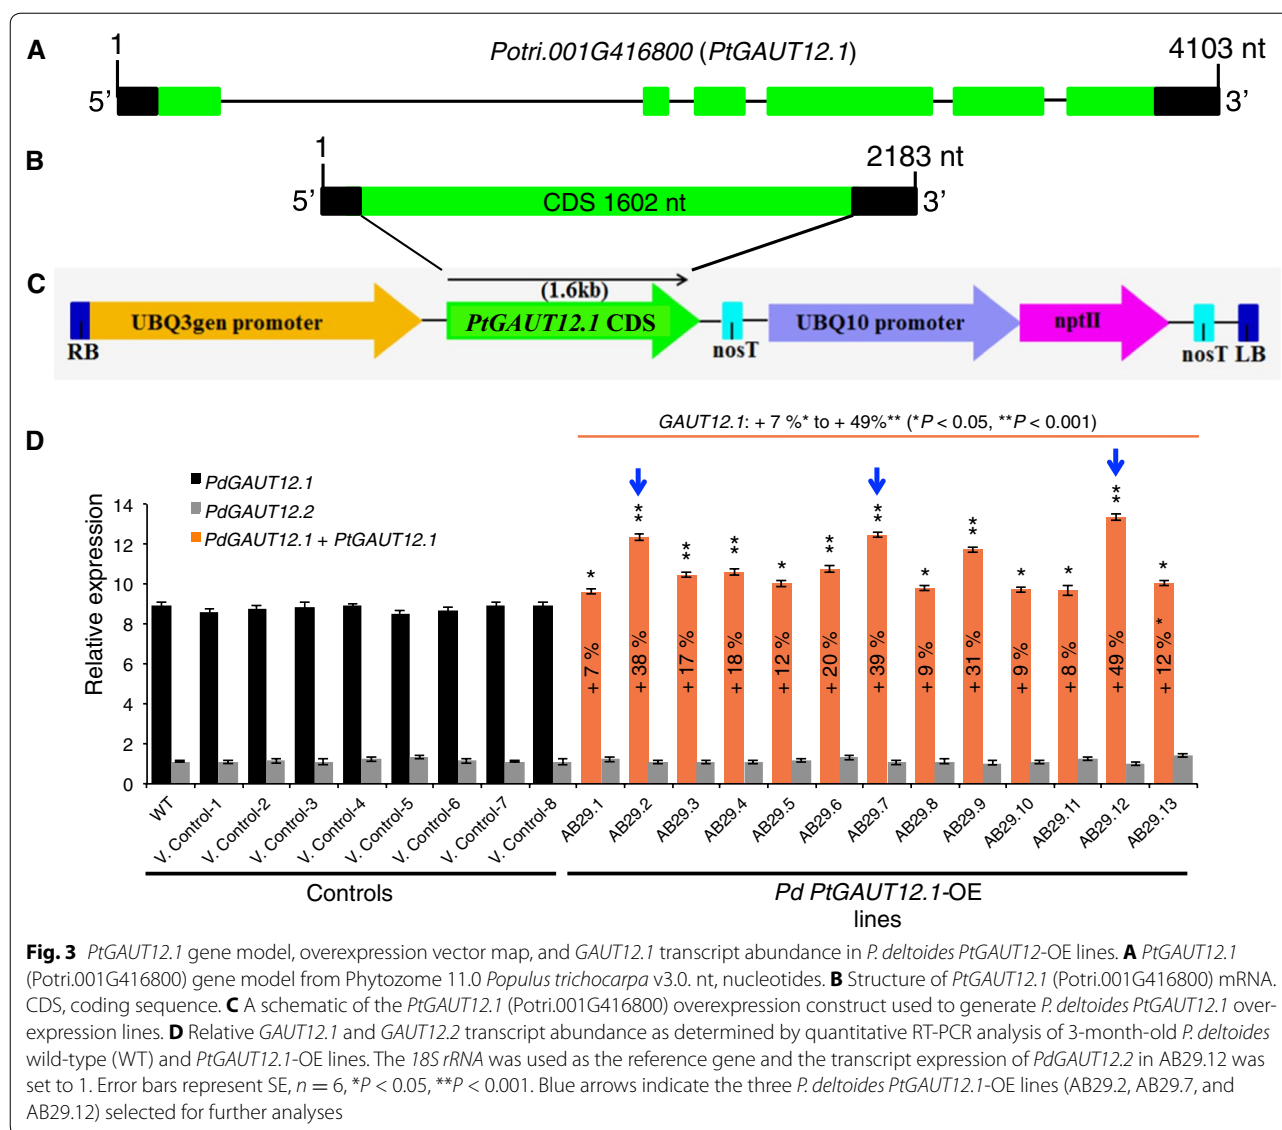 A
1
Potri.001G416800 (PtGAUT12.1)
4103 nt
5’
3’
B
1
2183 nt
5’
CDS 1602 nt
3’
C
(1.6kb)
UBQ3gen promoter
PtGAUT12.1 CDS
UBQ10 promoter
nptII
RB
nosT
nosT LB
D
GAUT12.1: + 7 %* to + 49%** (*P < 0.05, **P < 0.001)
PdGAUT12.1
PdGAUT12.2
PdGAUT12.1 + PtGAUT12.1
Relative expression
14
12
10
8
6
4
2
0
*
**
**
**
*
**
**
*
**
*
*
**
*
+ 7 %
+ 38 %
+ 17 %
+ 18 %
+ 12 %
+ 20 %
+ 39 %
+ 9 %
+ 31 %
+ 9 %
+ 8 %
+ 49 %
+ 12 % *
WT
V. Control-1
V. Control-2
V. Control-3
V. Control-4
V. Control-5
V. Control-6
V. Control-7
V. Control-8
AB29.1
AB29.2
AB29.3
AB29.4
AB29.5
AB29.6
AB29.7
AB29.8
AB29.9
AB29.10
AB29.11
AB29.12
AB29.13
Controls
Pd PtGAUT12.1-OE
lines
Fig. 3 PtGAUT12.1 gene model, overexpression vector map, and GAUT12.1 transcript abundance in P. deltoides PtGAUT12-OE lines. A PtGAUT12.1
(Potri.001G416800) gene model from Phytozome 11.0 Populus trichocarpa v3.0. nt, nucleotides. B Structure of PtGAUT12.1 (Potri.001G416800) mRNA.
CDS, coding sequence. C A schematic of the PtGAUT12.1 (Potri.001G416800) overexpression construct used to generate P. deltoides PtGAUT12.1 over-
expression lines. D Relative GAUT12.1 and GAUT12.2 transcript abundance as determined by quantitative RT-PCR analysis of 3-month-old P. deltoides
wild-type (WT) and PtGAUT12.1-OE lines. The 18S rRNA was used as the reference gene and the transcript expression of PdGAUT12.2 in AB29.12 was
set to 1. Error bars represent SE, n = 6, *P < 0.05, **P < 0.001. Blue arrows indicate the three P. deltoides PtGAUT12.1-OE lines (AB29.2, AB29.7, and
AB29.12) selected for further analyses